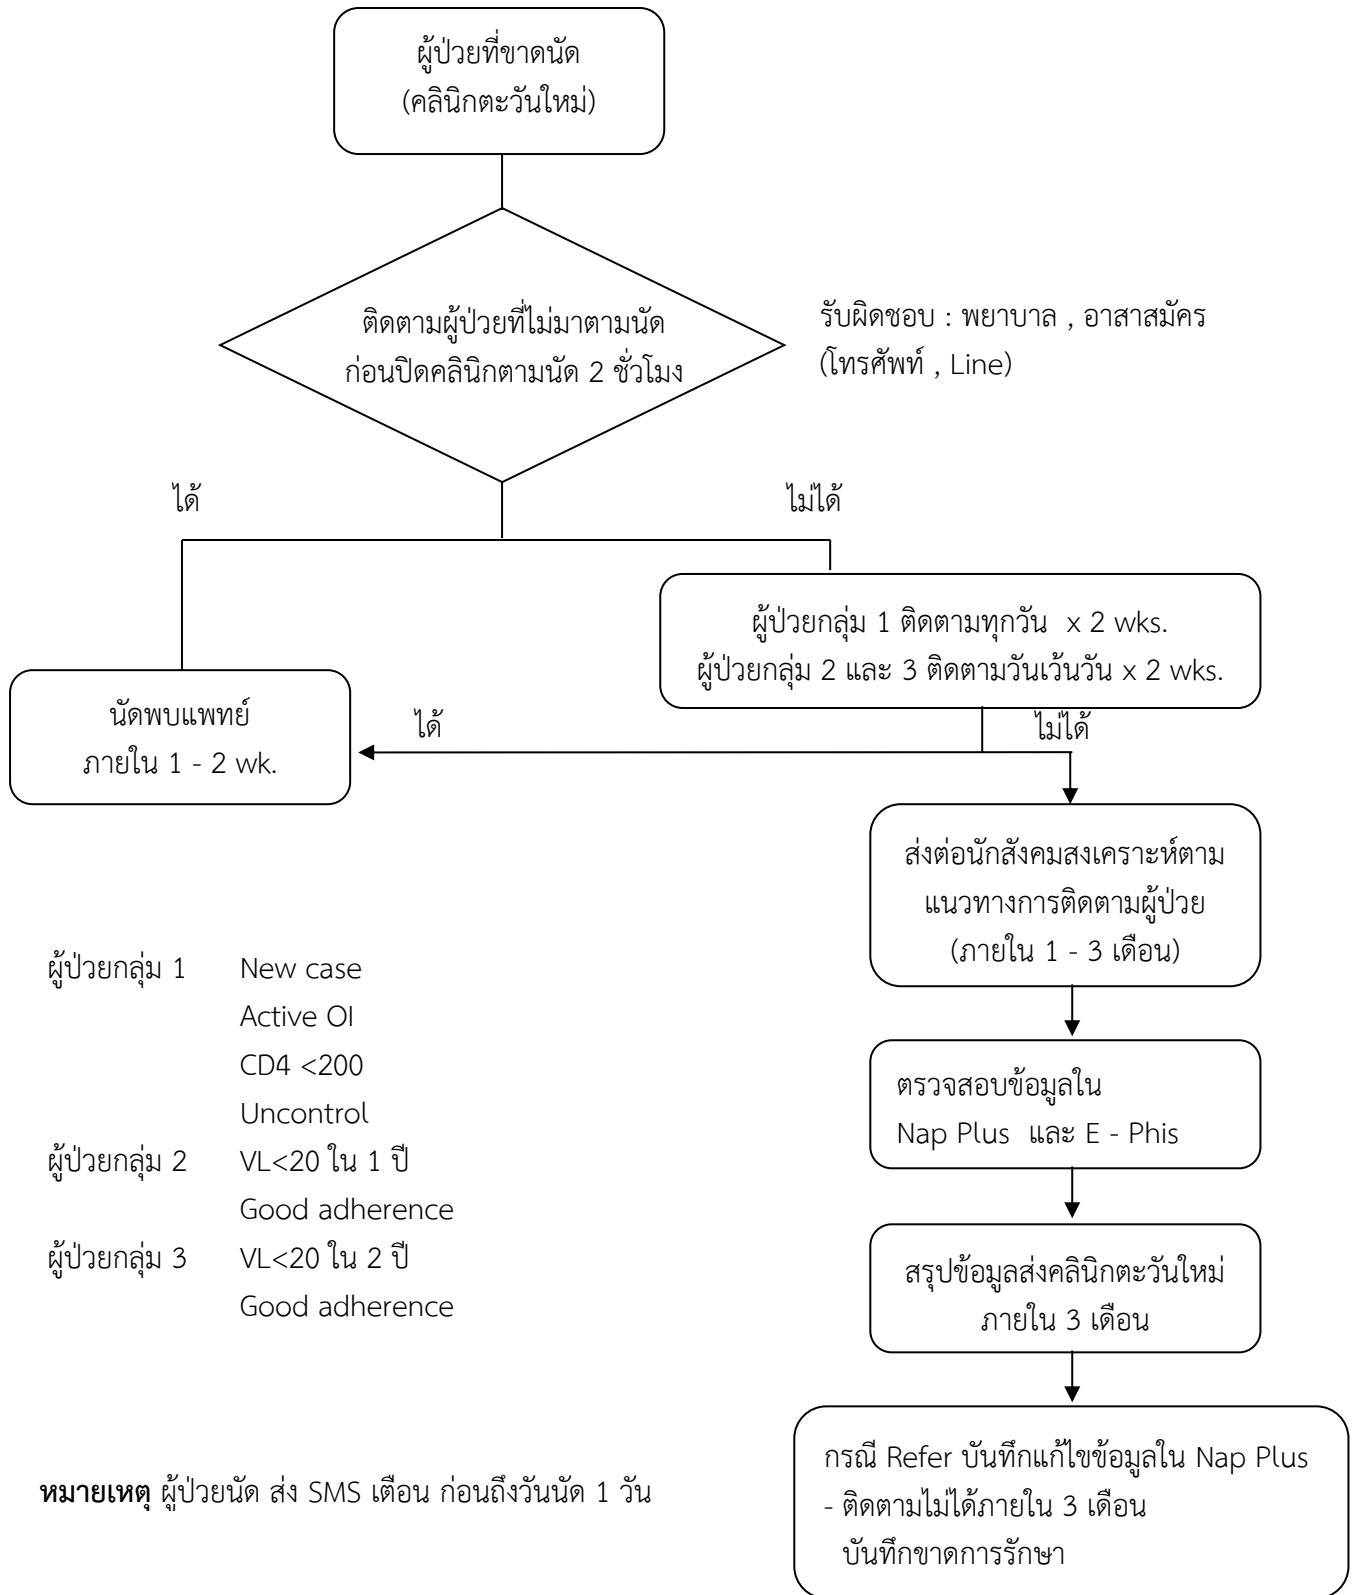 ผู้ป่วยที่ขาดนัด
(คลินิกตะวันใหม่)
ติดตามผู้ป่วยที่ไม่มาตามนัด
ก่อนปิดคลินิกตามนัด 2 ชั่วโมง
รับผิดชอบ : พยาบาล , อาสาสมัคร
(โทรศัพท์ , Line)
ได้
ไม่ได้
ผู้ป่วยกลุ่ม 1 ติดตามทุกวัน x 2 wks.
ผู้ป่วยกลุ่ม 2 และ 3 ติดตามวันเว้นวัน x 2 wks.
นัดพบแพทย์
ภายใน 1 - 2 wk.
ได้
ไม่ได้
ส่งต่อนักสังคมสงเคราะห์ตาม
แนวทางการติดตามผู้ป่วย
(ภายใน 1 - 3 เดือน)
ผู้ป่วยกลุ่ม 1 New case
Active OI
CD4 <200
Uncontrol
ผู้ป่วยกลุ่ม 2 VL<20 ใน 1 ปี
Good adherence
ผู้ป่วยกลุ่ม 3 VL<20 ใน 2 ปี
Good adherence
ตรวจสอบข้อมูลใน
Nap Plus และ E - Phis
สรุปข้อมูลส่งคลินิกตะวันใหม่
ภายใน 3 เดือน
กรณี Refer บันทึกแก้ไขข้อมูลใน Nap Plus
- ติดตามไม่ได้ภายใน 3 เดือน
บันทึกขาดการรักษา
หมายเหตุ ผู้ป่วยนัด ส่ง SMS เตือน ก่อนถึงวันนัด 1 วัน